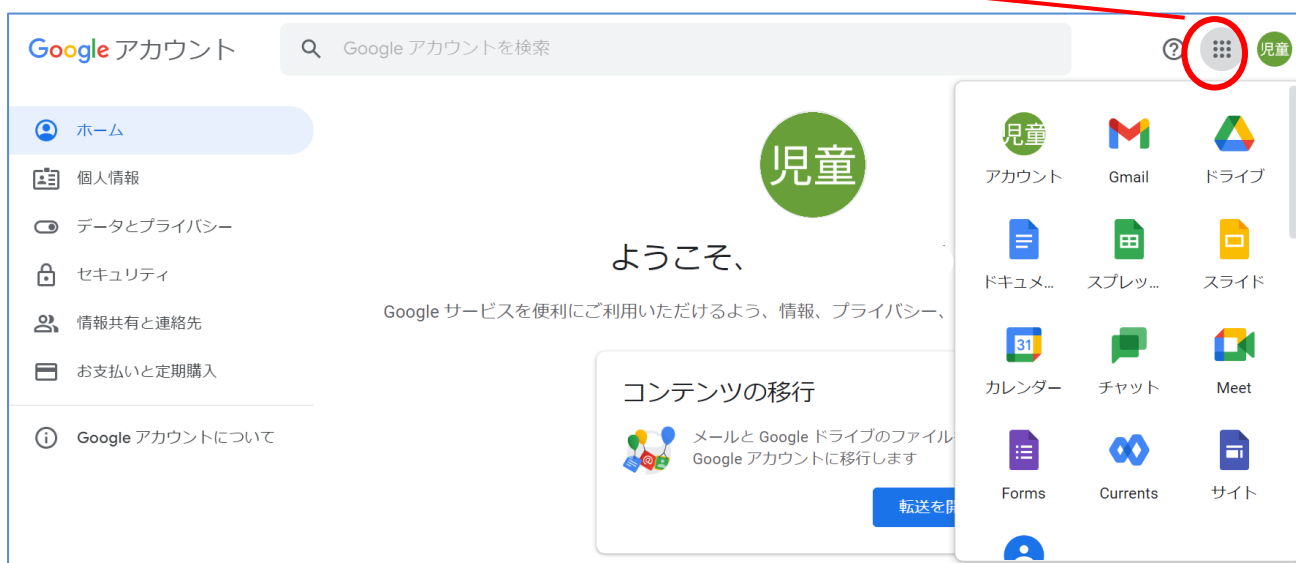 Google アカウント
Google アカウントを検索
児童
ホーム
個人情報
データとプライバシー
セキュリティ
情報共有と連絡先
お支払いと定期購入
Google アカウントについて
児童
ようこそ、
Google サービスを便利にご利用いただけるよう、情報、プライバシー、
コンテンツの移行
メールと Google ドライブのファイル
Google アカウントに移行します
転送を開
児童
アカウント
Gmail
ドライブ
ドキュメ...
スプレッ...
スライド
31
カレンダー
チャット
Meet
Forms
Currents
サイト